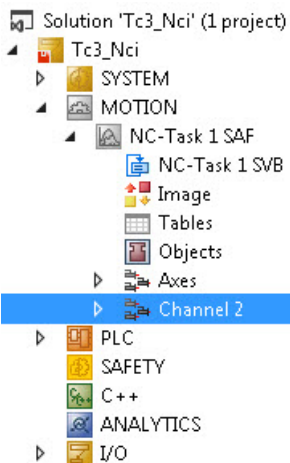 Solution 'Tc3_Nci' (1 project)
Tc3_Nci
SYSTEM
MOTION
NC-Task 1 SAF
NC-Task 1 SVB
Image
Tables
Objects
Axes
Channel 2
PLC
SAFETY
C++
ANALYTICS
I/O